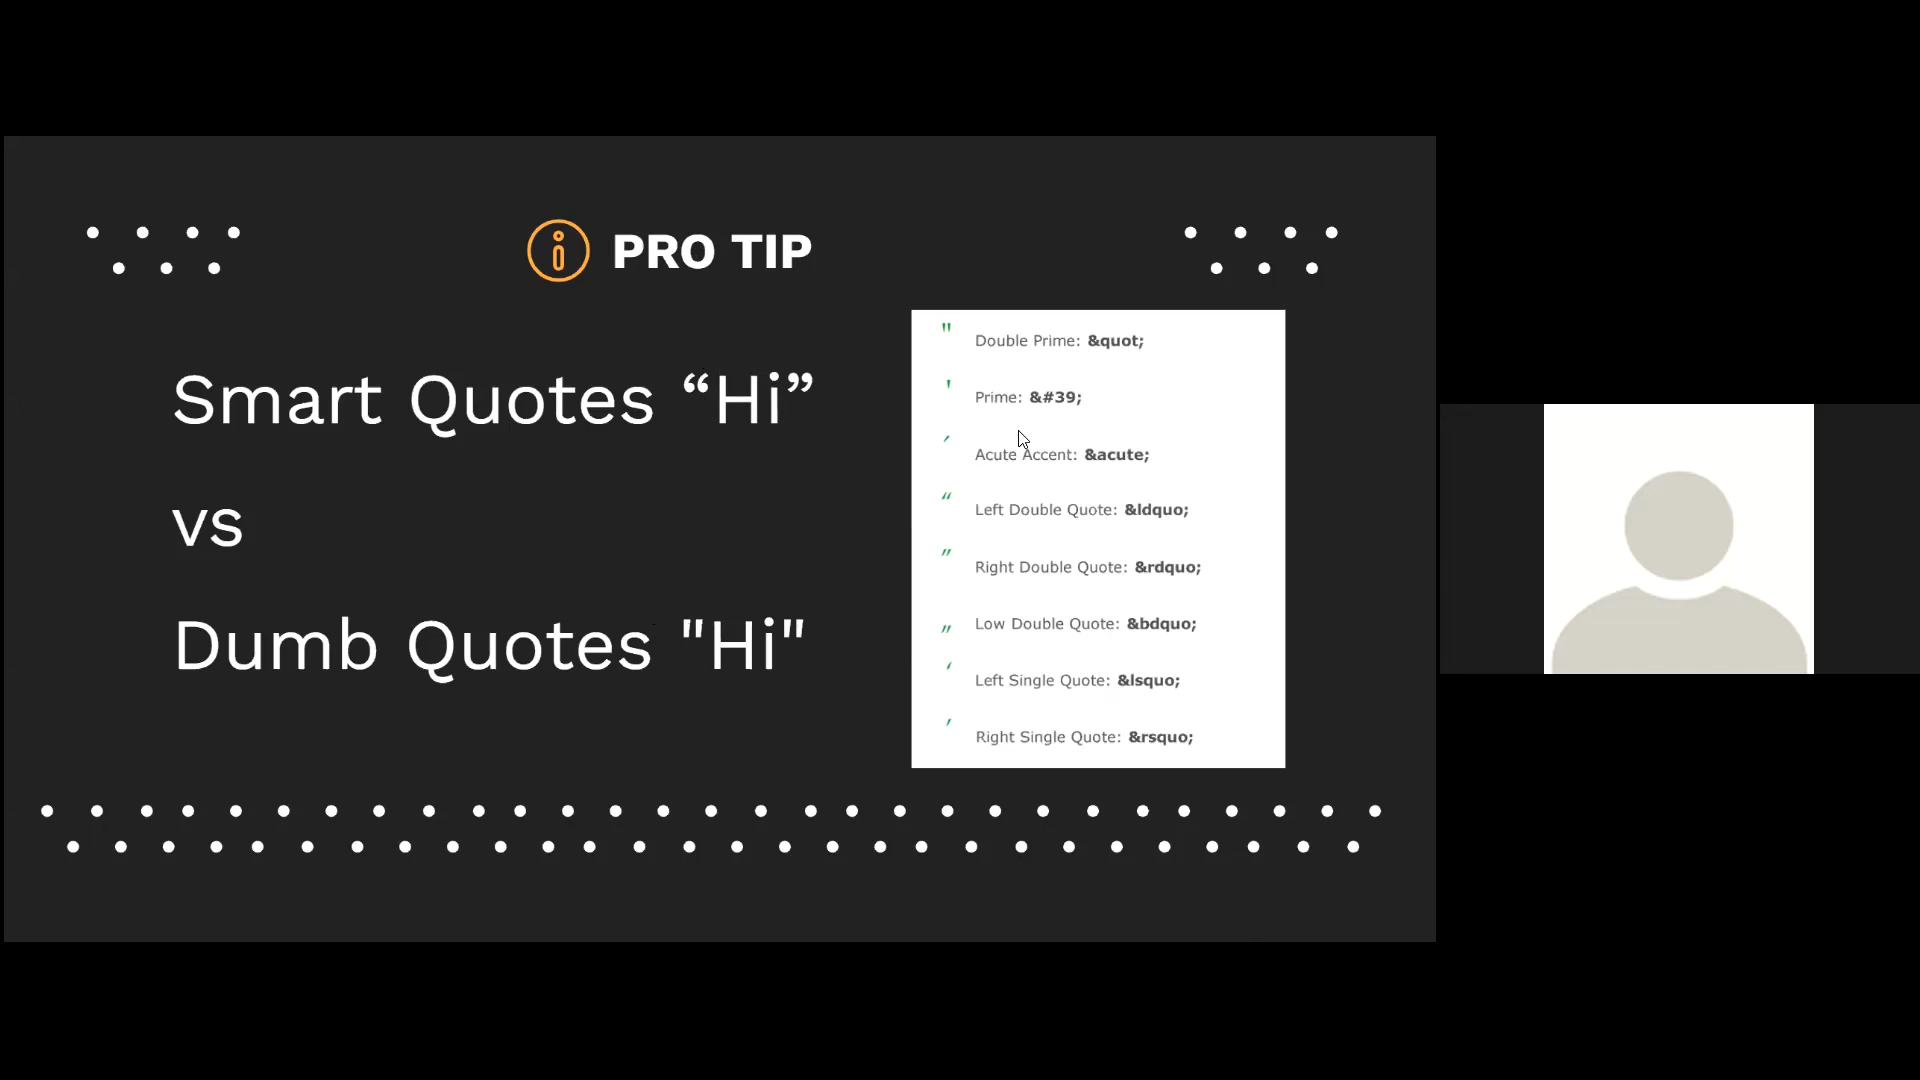 PRO TIP
Smart Quotes “Hi”
vs
Dumb Quotes "Hi"
" Double Prime: &quot;
' Prime: &#39;
´ Acute Accent: &acute;
“ Left Double Quote: &ldquo;
” Right Double Quote: &rdquo;
„ Low Double Quote: &bdquo;
‘ Left Single Quote: &lsquo;
’ Right Single Quote: &rsquo;